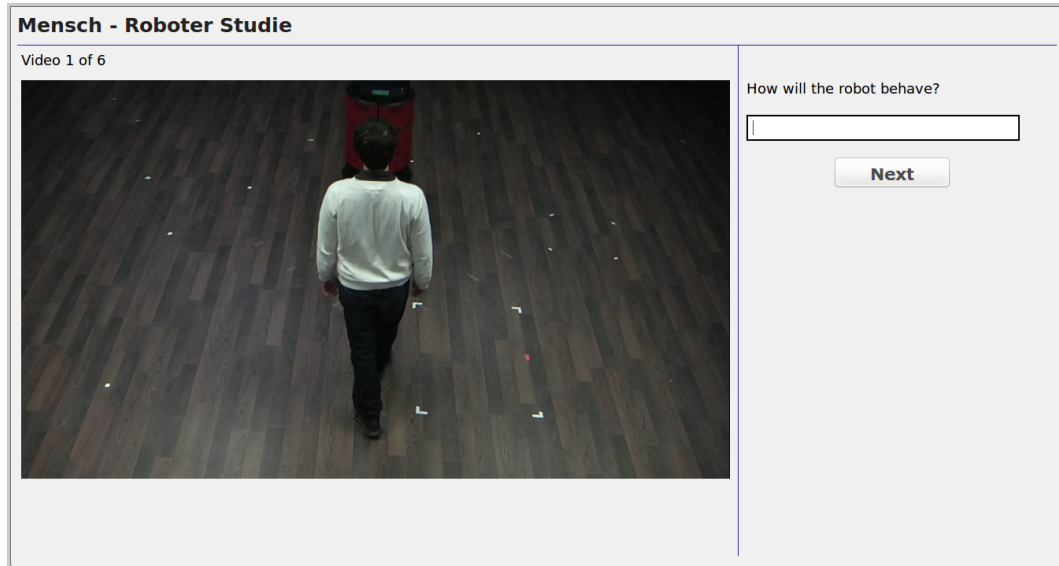 Mensch - Roboter Studie
Video 1 of 6
How will the robot behave?
Next